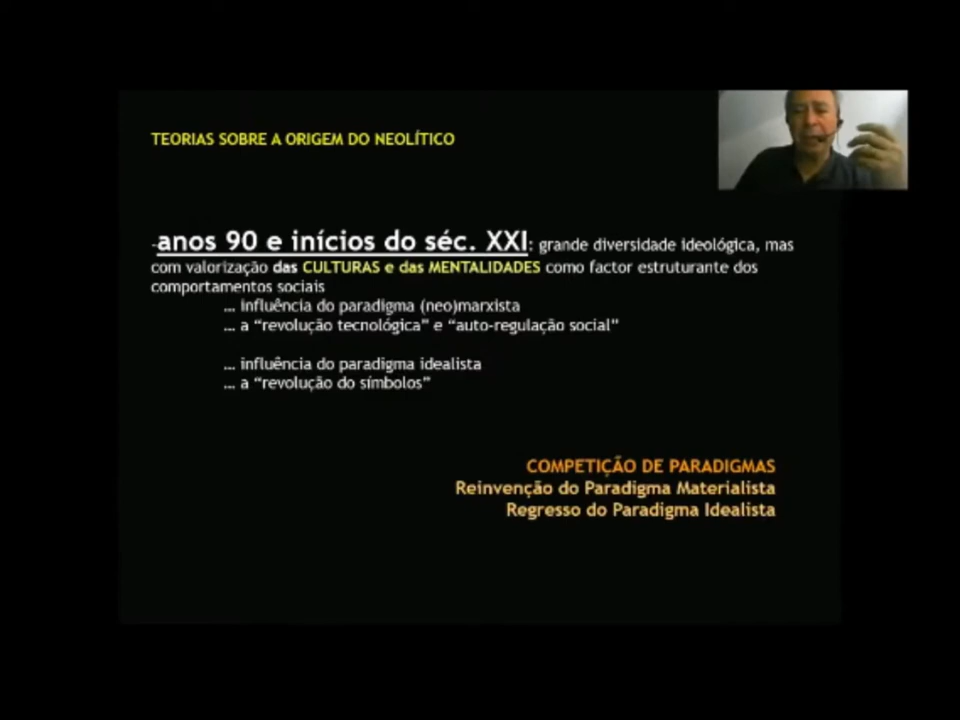 TEORIAS SOBRE A ORIGEM DO NEOLÍTICO
-anos 90 e inícios do séc. XXI: grande diversidade ideológica, mas
com valorização das CULTURAS e das MENTALIDADES como factor estruturante dos
comportamentos sociais
... influência do paradigma (neo)marxista
... a “revolução tecnológica” e “auto-regulação social”
... influência do paradigma idealista
... a “revolução do símbolos”
COMPETIÇÃO DE PARADIGMAS
Reinvenção do Paradigma Materialista
Regresso do Paradigma Idealista